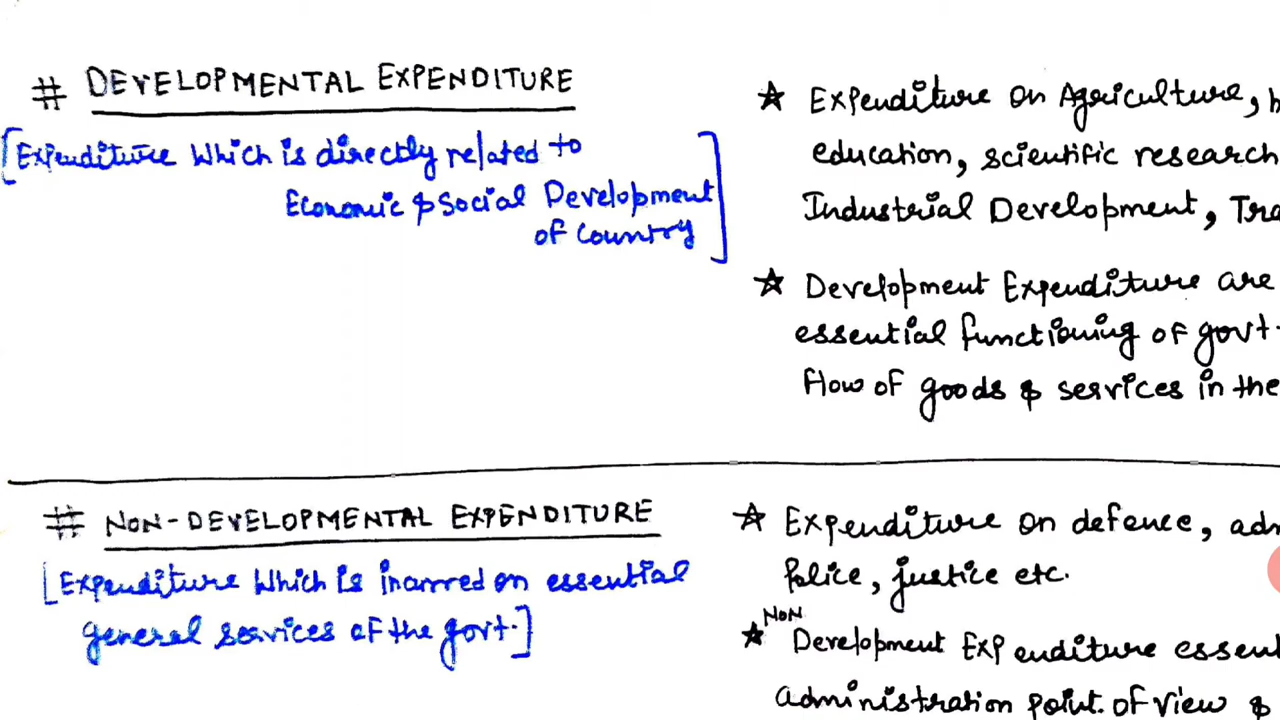 # DEVELOPMENTAL EXPENDITURE
[Expenditure Which is directly related to
Economic & Social Development
of Country]
★ Expenditure on Agriculture,
education, scientific research
Industrial Development,
★ Development Expenditure are
essential functioning of govt.
flow of goods & services in the
# NON-DEVELOPMENTAL EXPENDITURE
[Expenditure Which is incurred on essential
general services of the govt.]
★ Expenditure on defence,
Police, justice etc.
NON
★ Development Expenditure
administration point. of view &